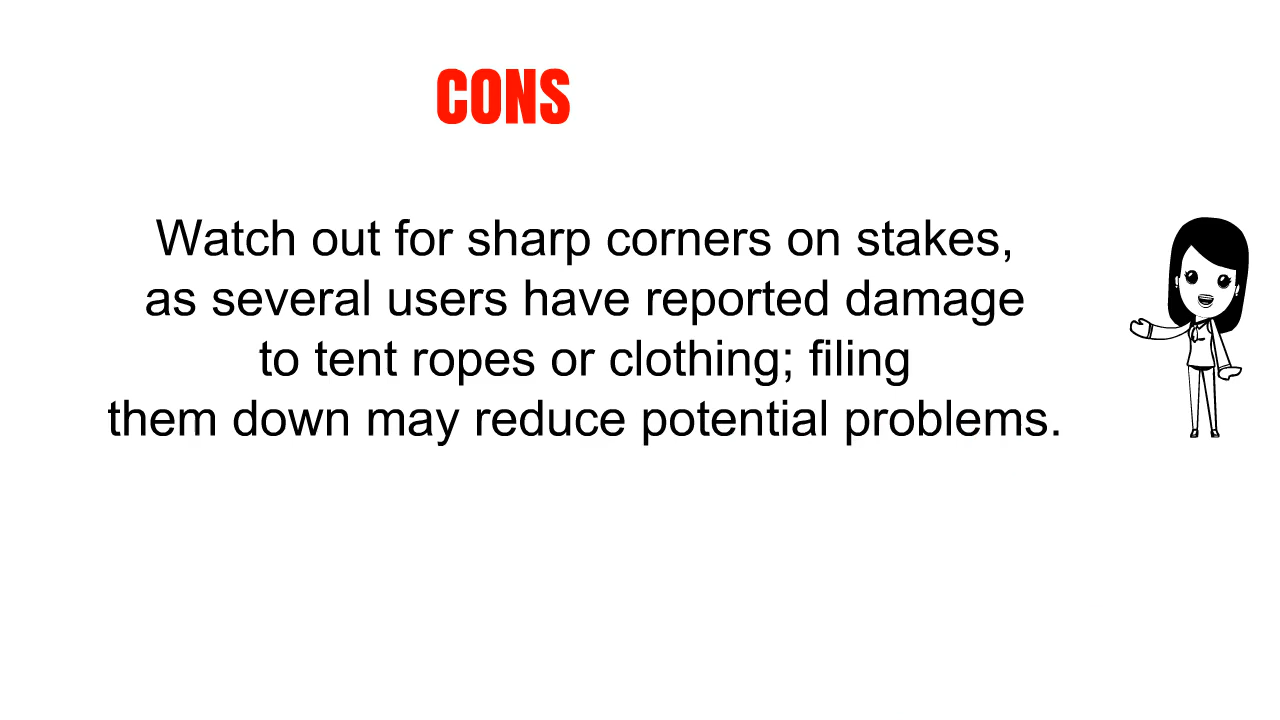 CONS
Watch out for sharp corners on stakes,
as several users have reported damage
to tent ropes or clothing; filing
them down may reduce potential problems.